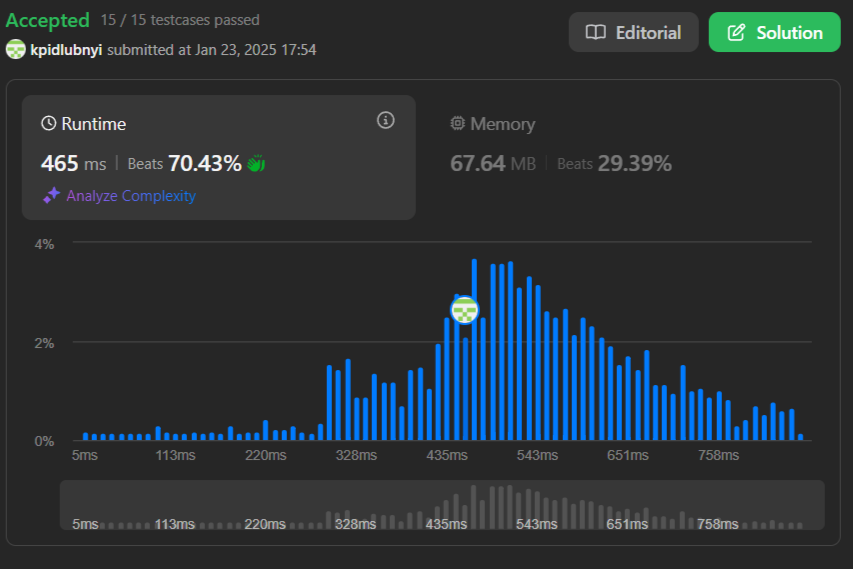 Accepted 15 / 15 testcases passed
kpidlubnyi submitted at Jan 23, 2025 17:54
Editorial
Solution
Runtime
465 ms | Beats 70.43%
Analyze Complexity
Memory
67.64 MB | Beats 29.39%
4%
2%
0%
5ms 113ms 220ms 328ms 435ms 543ms 651ms 758ms
5ms 113ms 220ms 328ms 435ms 543ms 651ms 758ms